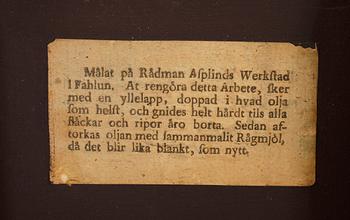 Målat på Rådman Asplinds Werkstad
i Fahlun. At rengöra detta Arbete, sker
med en yllelapp, doppad i hvad olja
som helst, och gnides helt hårdt tils alla
fläckar och ripor äro borta. Sedan af-
torkas oljan med sammanmalit Rågmjöl,
då det blir lika blankt, som nytt.